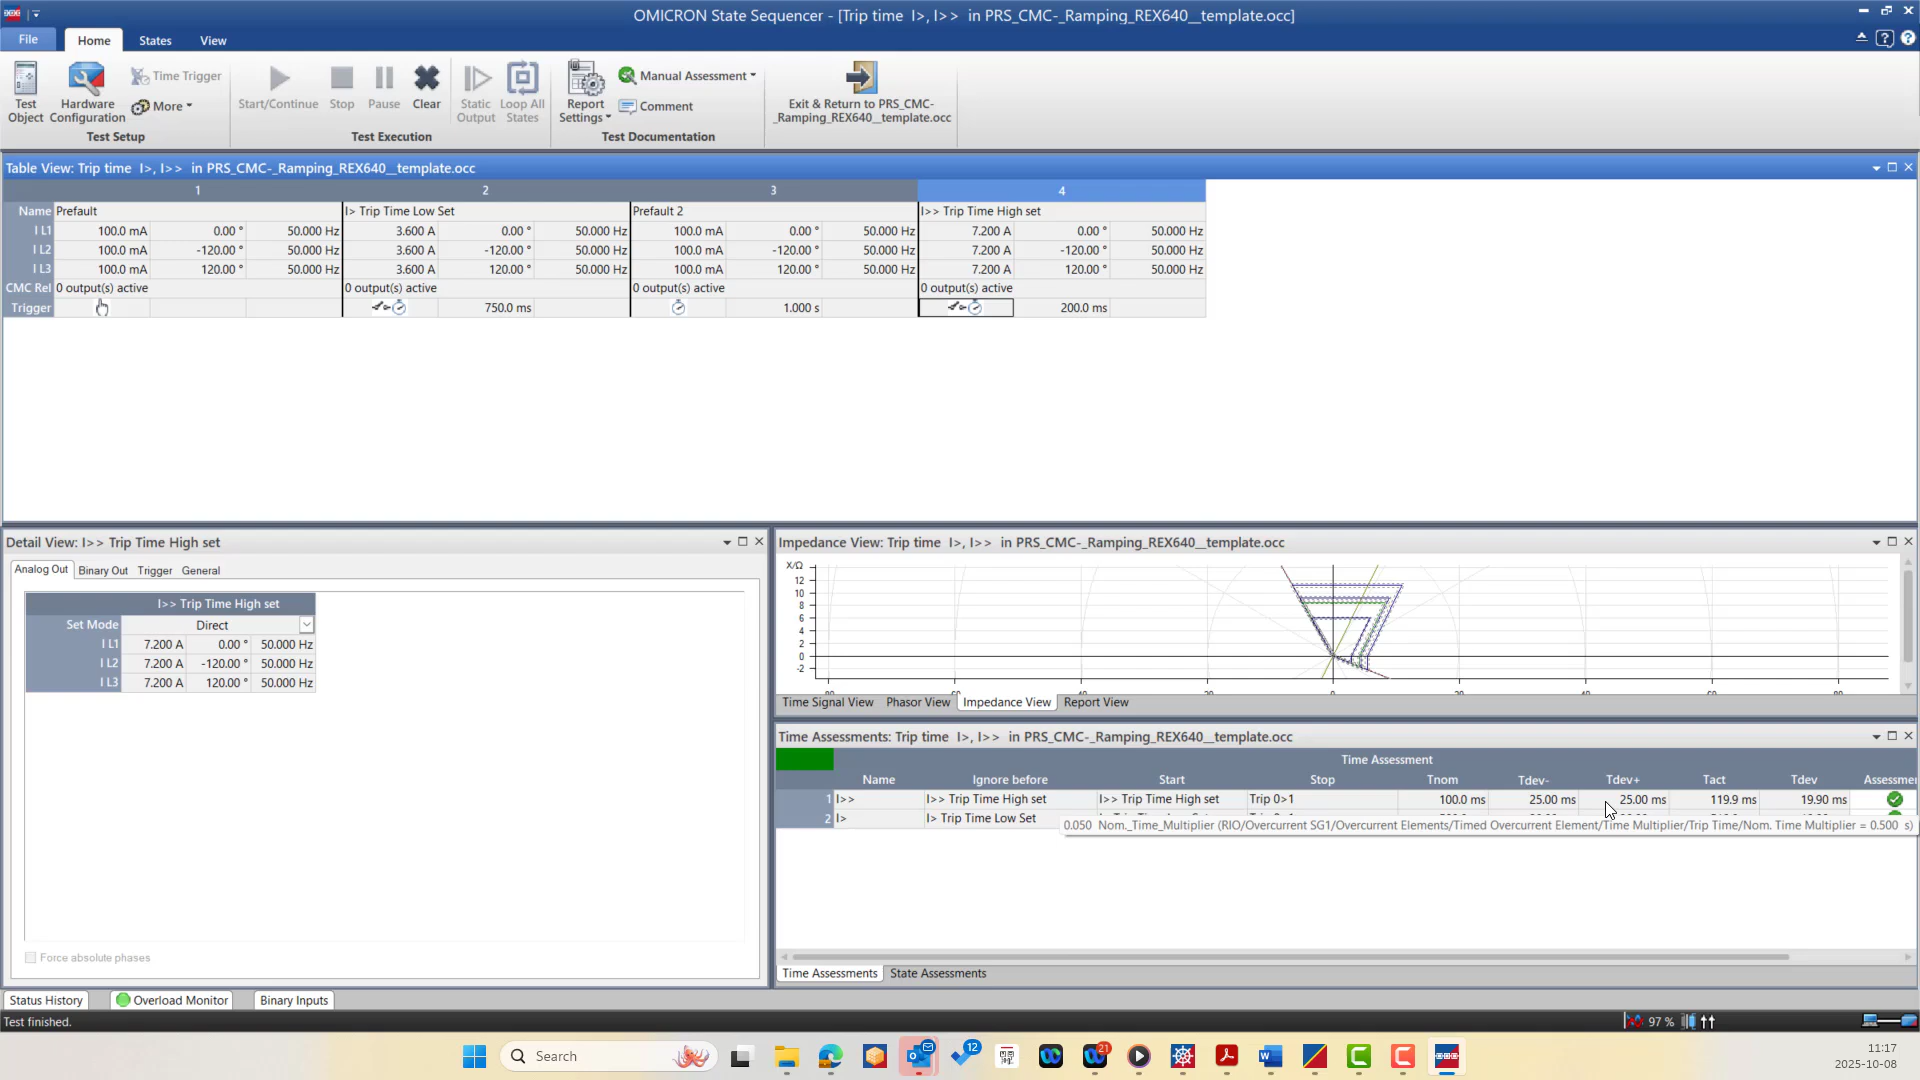 OMICRON State Sequencer - [Trip time  I>, I>>  in PRS_CMC-_Ramping_REX640__template.occ]
File Home States View
Test Object
Hardware Configuration
Time Trigger
More
Test Setup
Start/Continue
Stop
Pause
Clear
Static Output
Loop All States
Test Execution
Report Settings
Manual Assessment
Comment
Test Documentation
Exit & Return to PRS_CMC-
_Ramping_REX640__template.occ
Table View: Trip time  I>, I>>  in PRS_CMC-_Ramping_REX640__template.occ
1 2 3 4
Name Prefault I> Trip Time Low Set Prefault 2 I>> Trip Time High set
I L1 100.0 mA 0.00 ° 50.000 Hz 3.600 A 0.00 ° 50.000 Hz 100.0 mA 0.00 ° 50.000 Hz 7.200 A 0.00 ° 50.000 Hz
I L2 100.0 mA -120.00 ° 50.000 Hz 3.600 A -120.00 ° 50.000 Hz 100.0 mA -120.00 ° 50.000 Hz 7.200 A -120.00 ° 50.000 Hz
I L3 100.0 mA 120.00 ° 50.000 Hz 3.600 A 120.00 ° 50.000 Hz 100.0 mA 120.00 ° 50.000 Hz 7.200 A 120.00 ° 50.000 Hz
CMC Rel 0 output(s) active 0 output(s) active 0 output(s) active 0 output(s) active
Trigger 750.0 ms 1.000 s 200.0 ms
Detail View: I>> Trip Time High set
Analog Out Binary Out Trigger General
I>> Trip Time High set
Set Mode Direct
I L1 7.200 A 0.00 ° 50.000 Hz
I L2 7.200 A -120.00 ° 50.000 Hz
I L3 7.200 A 120.00 ° 50.000 Hz
Force absolute phases
Impedance View: Trip time  I>, I>>  in PRS_CMC-_Ramping_REX640__template.occ
X/Ω
12
10
8
6
4
2
0
-2
Time Signal View Phasor View Impedance View Report View
Time Assessments: Trip time  I>, I>>  in PRS_CMC-_Ramping_REX640__template.occ
Time Assessment
Name Ignore before Start Stop Tnom Tdev- Tdev+ Tact Tdev Assessme
1 I>> I>> Trip Time High set I>> Trip Time High set Trip 0>1 100.0 ms 25.00 ms 25.00 ms 119.9 ms 19.90 ms
2 I> I> Trip Time Low Set
0.050  Nom._Time_Multiplier (RIO/Overcurrent SG1/Overcurrent Elements/Timed Overcurrent Element/Time Multiplier/Trip Time/Nom. Time Multiplier = 0.500  s)
Time Assessments State Assessments
Status History Overload Monitor Binary Inputs
Test finished.
97 %
Search
12
21
11:17
2025-10-08